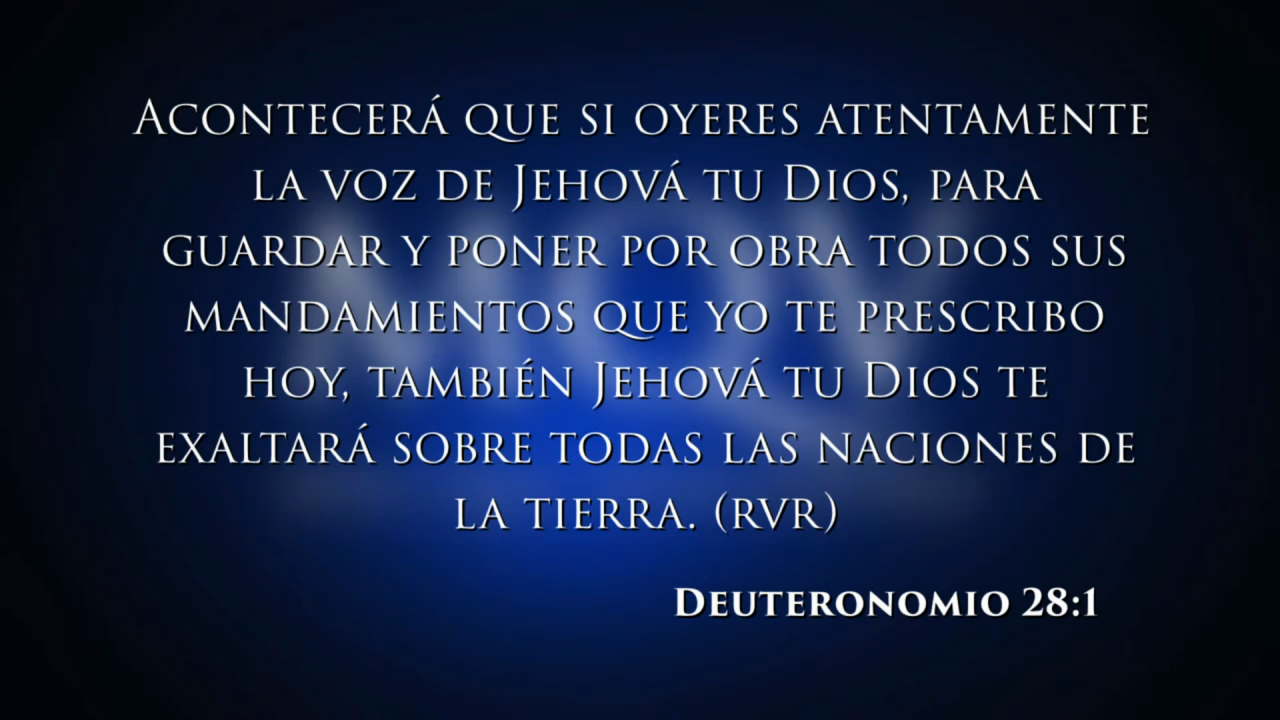 Acontecerá que si oyeres atentamente
la voz de Jehová tu Dios, para
guardar y poner por obra todos sus
mandamientos que yo te prescribo
hoy, también Jehová tu Dios te
exaltará sobre todas las naciones de
la tierra. (rvr)
Deuteronomio 28:1